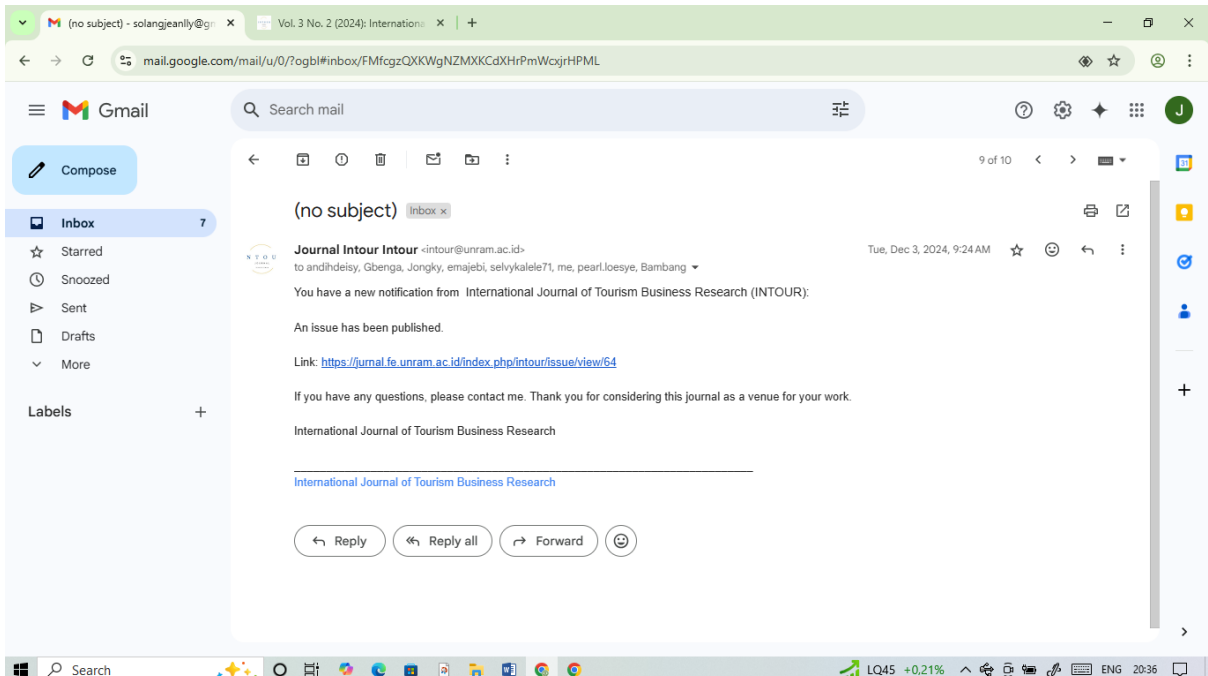 (no subject) - solangjeanlly@gm
Vol. 3 No. 2 (2024): Internationa
mail.google.com/mail/u/0/?ogbl#inbox/FMfcgzQXKWgNZMXKCdXHrPmWcxjrHPML
Gmail
Search mail
J
Compose
9 of 10
31
(no subject)
Inbox x
Inbox 7
Starred
Snoozed
Sent
Drafts
More
Labels
Journal Intour Intour <intour@unram.ac.id>
Tue, Dec 3, 2024, 9:24 AM
to andihdeisy, Gbenga, Jongky, emajebi, selvykalele71, me, pearl.loesye, Bambang
You have a new notification from International Journal of Tourism Business Research (INTOUR):
An issue has been published.
Link: https://jurnal.fe.unram.ac.id/index.php/intour/issue/view/64
If you have any questions, please contact me. Thank you for considering this journal as a venue for your work.
International Journal of Tourism Business Research
International Journal of Tourism Business Research
Reply
Reply all
Forward
Search
LQ45 +0,21%
ENG 20:36